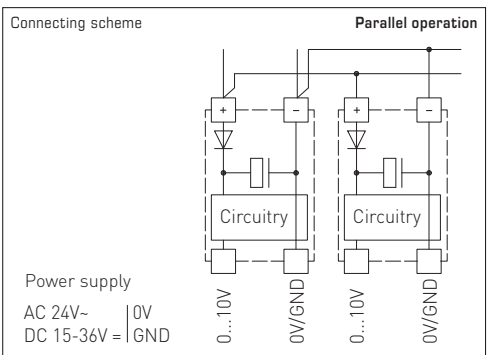 Connecting scheme Parallel operation
+ − + −
Circuitry Circuitry
Power supply
AC 24V~ 0V
DC 15-36V = GND
0...10V
0V/GND
0...10V
0V/GND